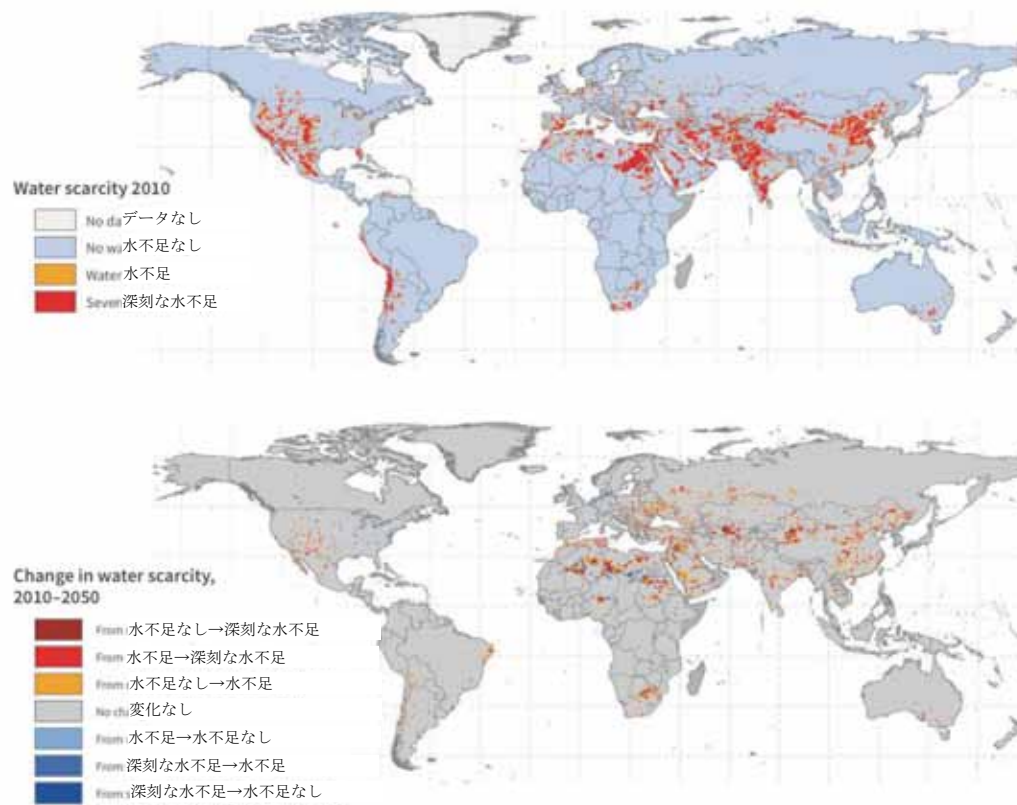 Water scarcity 2010
No da データなし
No wa 水不足なし
Water 水不足
Sever 深刻な水不足
Change in water scarcity,
2010–2050
From 水不足なし→深刻な水不足
From 水不足→深刻な水不足
From 水不足なし→水不足
No ch 変化なし
From 水不足→水不足なし
From 深刻な水不足→水不足
From 深刻な水不足→水不足なし